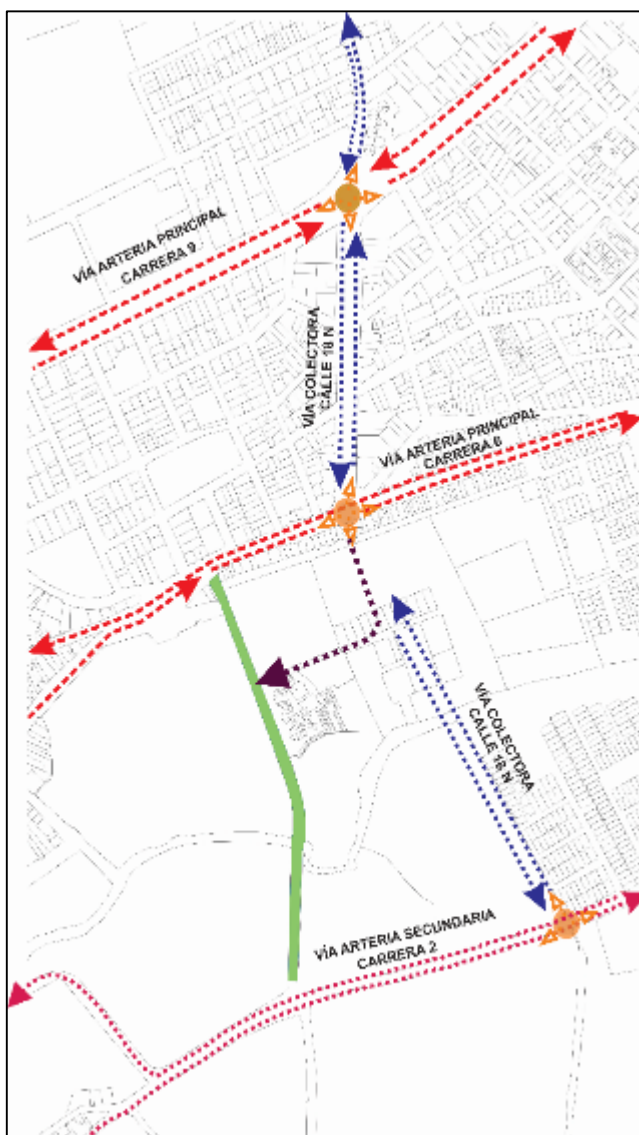 VÍA ARTERIA PRINCIPAL
CARRERA 9
VÍA COLECTORA
CALLE 18 N
VÍA ARTERIA PRINCIPAL
CARRERA 6
VÍA COLECTORA
CALLE 18 N
VÍA ARTERIA SECUNDARIA
CARRERA 2